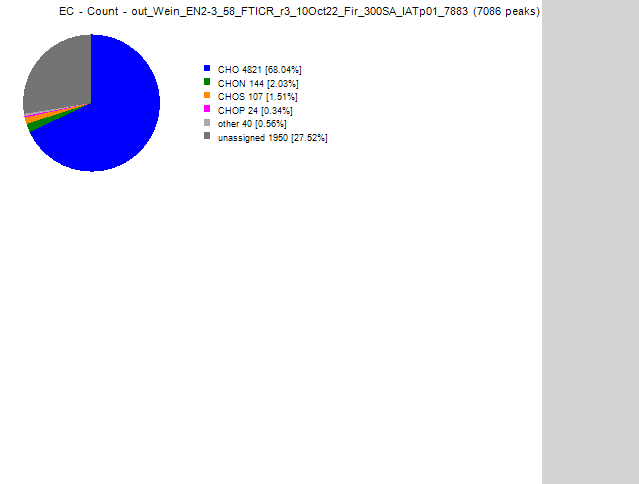 EC - Count - out_Wein_EN2-3_58_FTICR_r3_10Oct22_Fir_300SA_IATp01_7883 (7086 peaks)
CHO 4821 [68.04%]
CHON 144 [2.03%]
CHOS 107 [1.51%]
CHOP 24 [0.34%]
other 40 [0.56%]
unassigned 1950 [27.52%]